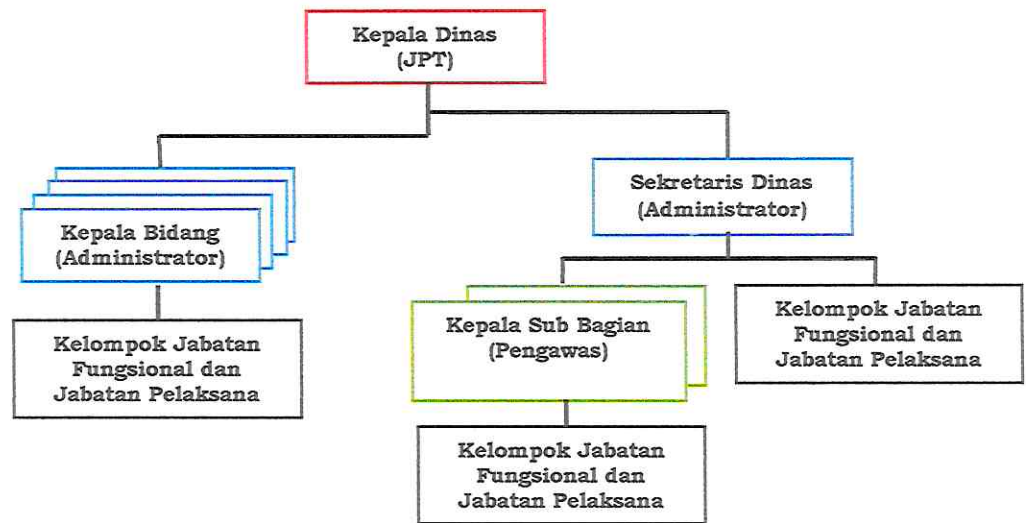 Kepala Dinas
(JPT)
Kepala Bidang
(Administrator)
Sekretaris Dinas
(Administrator)
Kelompok Jabatan
Fungsional dan
Jabatan Pelaksana
Kepala Sub Bagian
(Pengawas)
Kelompok Jabatan
Fungsional dan
Jabatan Pelaksana
Kelompok Jabatan
Fungsional dan
Jabatan Pelaksana